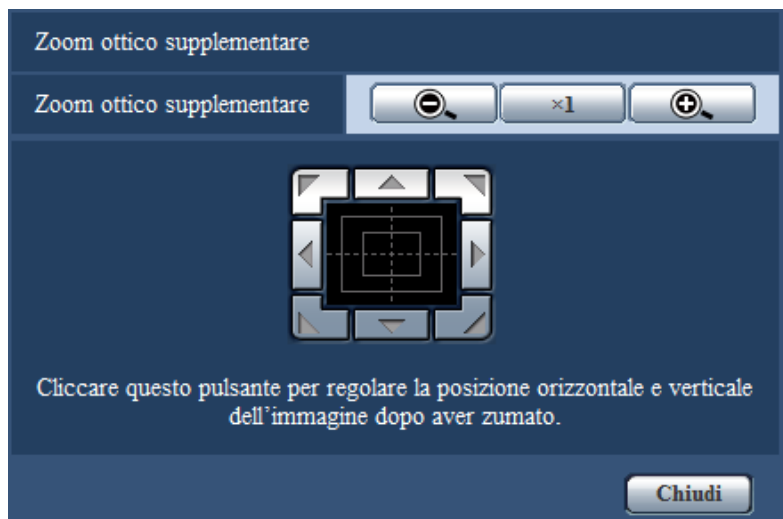 Zoom ottico supplementare
Zoom ottico supplementare ×1
Cliccare questo pulsante per regolare la posizione orizzontale e verticale
dell'immagine dopo aver zumato.
Chiudi